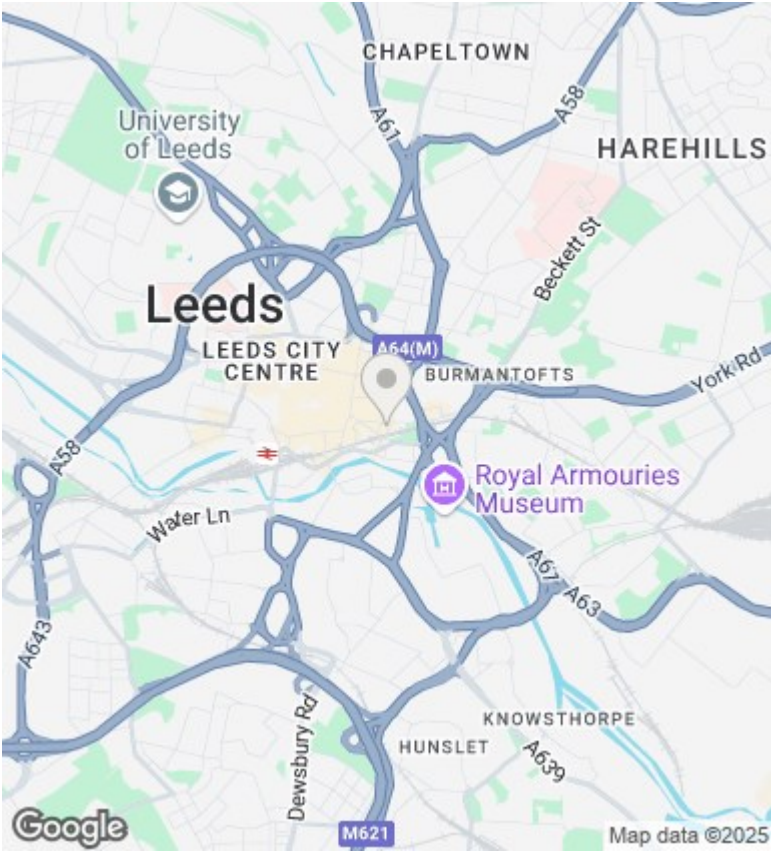 CHAPELTOWN
A61
A58
University
of Leeds
HAREHILLS
Beckett St
Leeds
LEEDS CITY
CENTRE
A64(M)
BURMANTOFTS
York Rd
A58
Royal Armouries
Museum
Water Ln
A67
A63
A643
KNOWSTHORPE
Dewsbury Rd
HUNSLET
A639
Google
M621
Map data ©2025